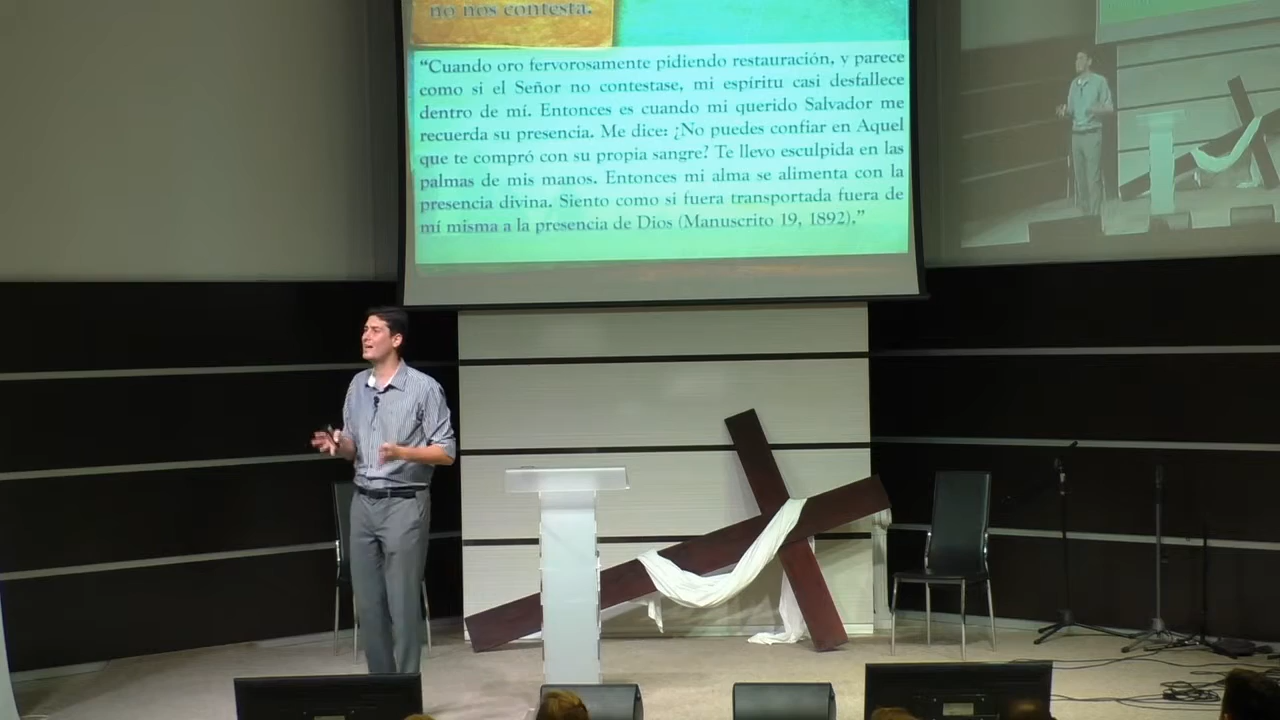 no nos contesta.
“Cuando oro fervorosamente pidiendo restauración, y parece
como si el Señor no contestase, mi espíritu casi desfallece
dentro de mí. Entonces es cuando mi querido Salvador me
recuerda su presencia. Me dice: ¿No puedes confiar en Aquel
que te compró con su propia sangre? Te llevo esculpida en las
palmas de mis manos. Entonces mi alma se alimenta con la
presencia divina. Siento como si fuera transportada fuera de
mí misma a la presencia de Dios (Manuscrito 19, 1892).”